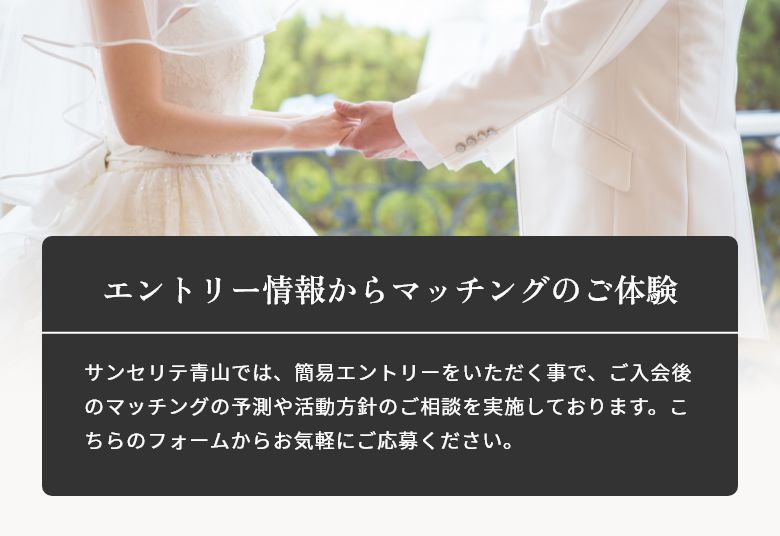 エントリー情報からマッチングのご体験
サンセリテ青山では、簡易エントリーをいただく事で、ご入会後
のマッチングの予測や活動方針のご相談を実施しております。こ
ちらのフォームからお気軽にご応募ください。